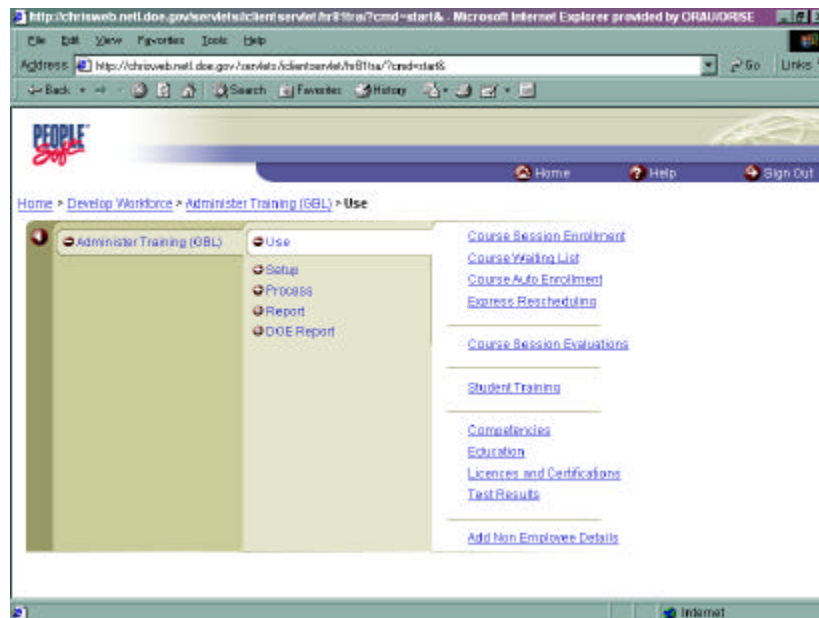 http://chrisweb.netl.doe.gov/servlets/iclientservlet/hr81tra/?cmd=start& - Microsoft Internet Explorer provided by ORAU/ORISE
File Edit View Favorites Tools Help
Address http://chrisweb.netl.doe.gov/servlets/iclientservlet/hr81tra/?cmd=start& Go Links
Back Search Favorites History
PEOPLE Soft
Home Help Sign Out
Home > Develop Workforce > Administer Training (GBL) > Use
Administer Training (GBL)
Use
Setup
Process
Report
DOE Report
Course Session Enrollment
Course Waiting List
Course Auto Enrollment
Express Rescheduling
Course Session Evaluations
Student Training
Competencies
Education
Licences and Certifications
Test Results
Add Non Employee Details
Internet